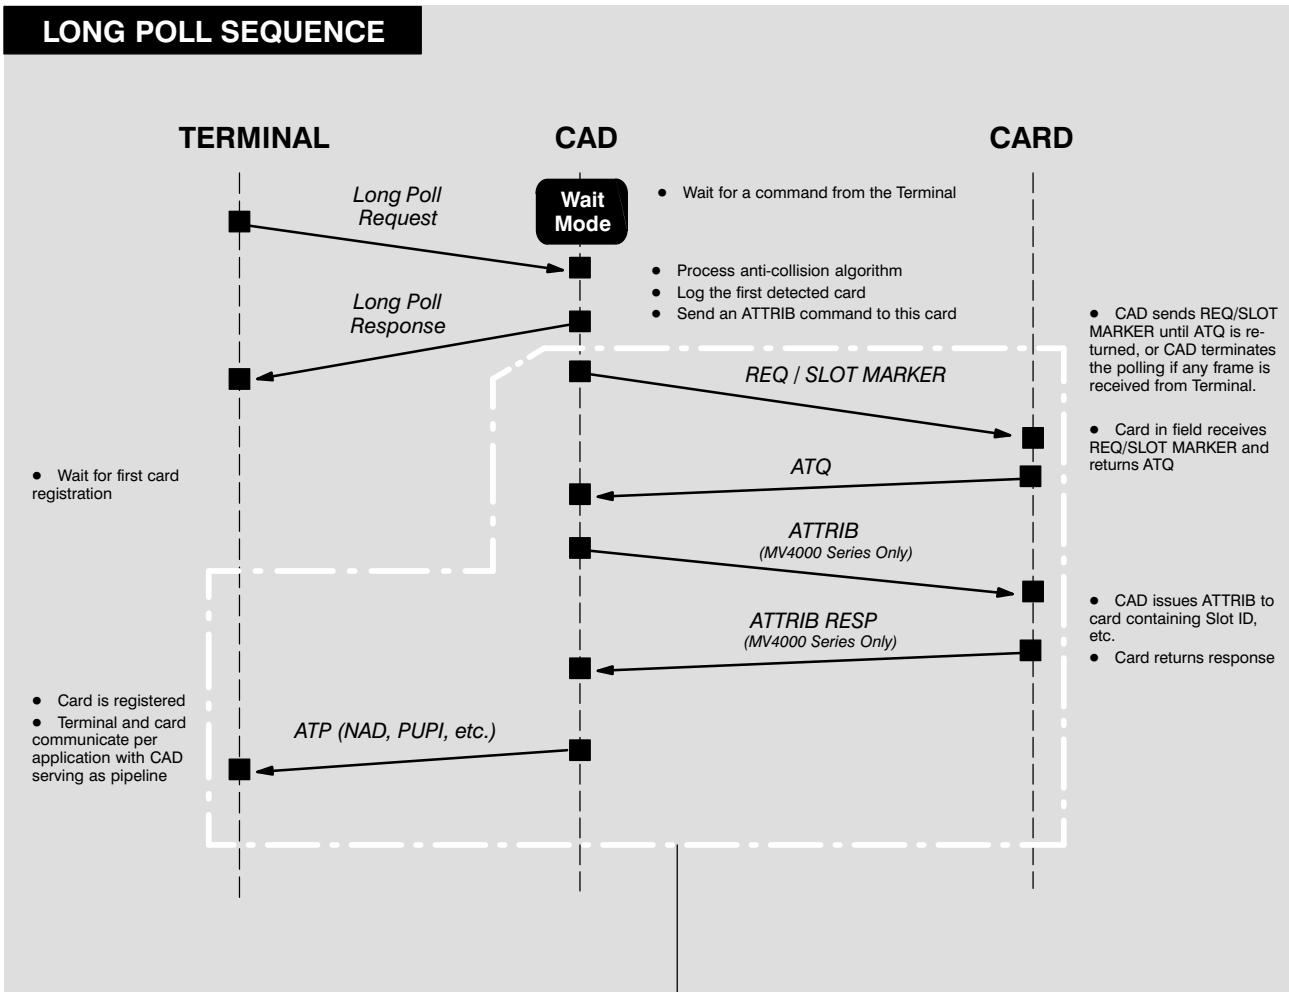 LONG POLL SEQUENCE
TERMINAL
CAD
CARD
Long Poll
Request
Wait
Mode
● Wait for a command from the Terminal
● Process anti-collision algorithm
● Log the first detected card
● Send an ATTRIB command to this card
Long Poll
Response
● CAD sends REQ/SLOT
MARKER until ATQ is re-
turned, or CAD terminates
the polling if any frame is
received from Terminal.
REQ / SLOT MARKER
● Card in field receives
REQ/SLOT MARKER and
returns ATQ
● Wait for first card
registration
ATQ
ATTRIB
(MV4000 Series Only)
● CAD issues ATTRIB to
card containing Slot ID,
etc.
● Card returns response
ATTRIB RESP
(MV4000 Series Only)
● Card is registered
● Terminal and card
communicate per
application with CAD
serving as pipeline
ATP (NAD, PUPI, etc.)